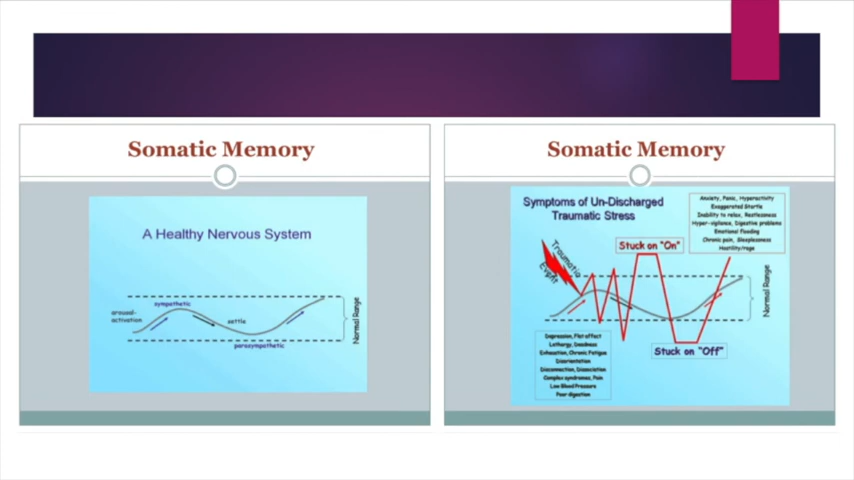 Somatic Memory
A Healthy Nervous System
sympathetic
arousal-
activation
settle
parasympathetic
Normal Range
Somatic Memory
Symptoms of Un-Discharged
Traumatic Stress
Anxiety, Panic, Hyperactivity
Exaggerated Startle
Inability to relax, Restlessness
Hyper-vigilance, Digestive problems
Emotional flooding
Chronic pain, Sleeplessness
Hostility/rage
Stuck on "On"
Traumatic
Event
Normal Range
Stuck on "Off"
Depression, Flat affect
Lethargy, Deadness
Exhaustion, Chronic Fatigue
Disorientation
Disconnection, Dissociation
Complex syndromes, Pain
Low Blood Pressure
Poor digestion